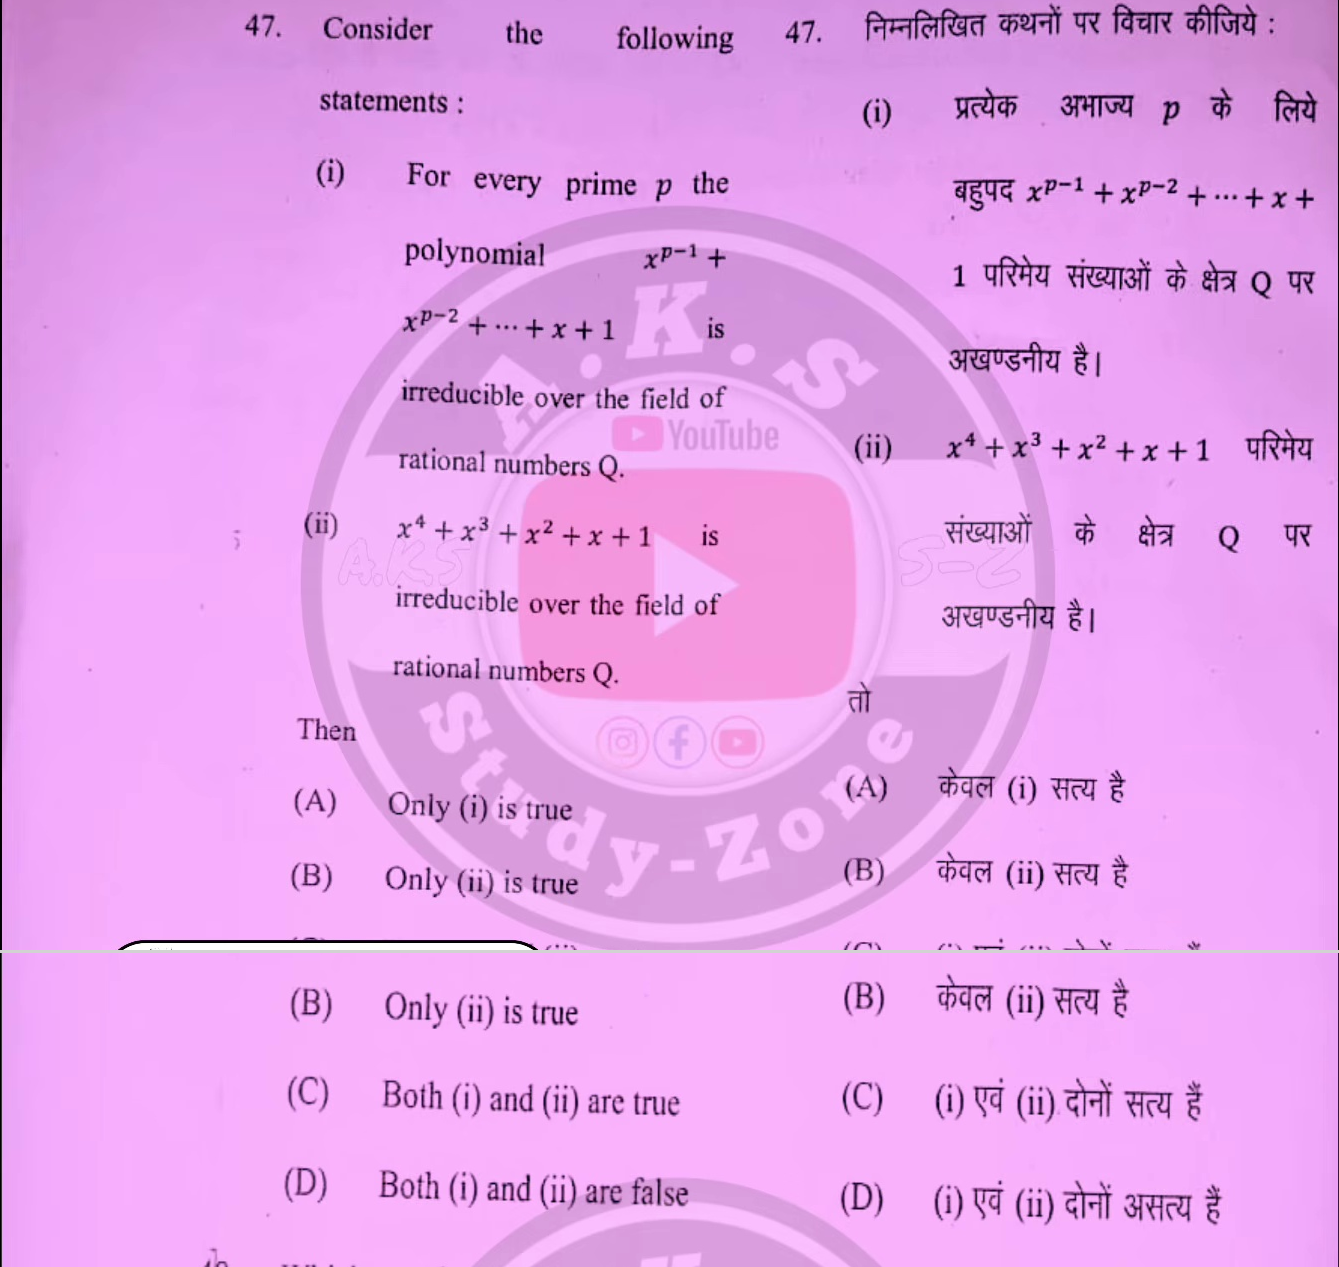 47. Consider the following
statements :
(i) For every prime p the
polynomial x^{p-1} +
x^{p-2} + ⋯ + x + 1 is
irreducible over the field of
rational numbers Q.
(ii) x⁴ + x³ + x² + x + 1 is
irreducible over the field of
rational numbers Q.
Then
(A) Only (i) is true
(B) Only (ii) is true
47. निम्नलिखित कथनों पर विचार कीजिये :
(i) प्रत्येक अभाज्य p के लिये
बहुपद x^{p-1} + x^{p-2} + ⋯ + x +
1 परिमेय संख्याओं के क्षेत्र Q पर
अखण्डनीय है।
(ii) x⁴ + x³ + x² + x + 1 परिमेय
संख्याओं के क्षेत्र Q पर
अखण्डनीय है।
तो
(A) केवल (i) सत्य है
(B) केवल (ii) सत्य है
(B) Only (ii) is true
(C) Both (i) and (ii) are true
(D) Both (i) and (ii) are false
(B) केवल (ii) सत्य है
(C) (i) एवं (ii) दोनों सत्य हैं
(D) (i) एवं (ii) दोनों असत्य हैं
A.K.S
YouTube
A.K.S S-Z
Study-Zone